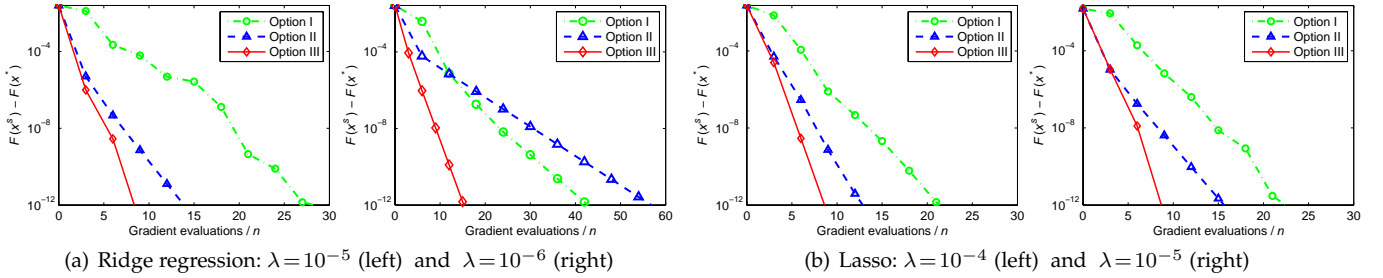 Option I
Option II
Option III
F(x^s) − F(x^*)
10^−4
10^−8
10^−12
0 5 10 15 20 25 30
Gradient evaluations / n
Option I
Option II
Option III
F(x^s) − F(x^*)
10^−4
10^−8
10^−12
0 10 20 30 40 50 60
Gradient evaluations / n
(a) Ridge regression: λ=10^−5 (left) and λ=10^−6 (right)
Option I
Option II
Option III
F(x^s) − F(x^*)
10^−4
10^−8
10^−12
0 5 10 15 20 25 30
Gradient evaluations / n
Option I
Option II
Option III
F(x^s) − F(x^*)
10^−4
10^−8
10^−12
0 5 10 15 20 25 30
Gradient evaluations / n
(b) Lasso: λ=10^−4 (left) and λ=10^−5 (right)